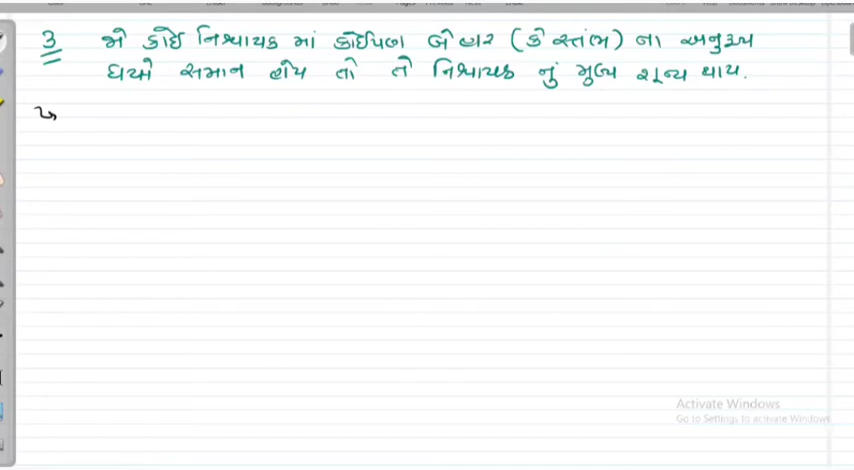 3 જો કોઈ નિશ્ચાયક માં કોઈપણ બે હાર (કે સ્તંભ) ના અનુરૂપ
ઘટકો સમાન હોય તો તે નિશ્ચાયક નું મુલ્ય શૂન્ય થાય.
Activate Windows
Go to Settings to activate Windows